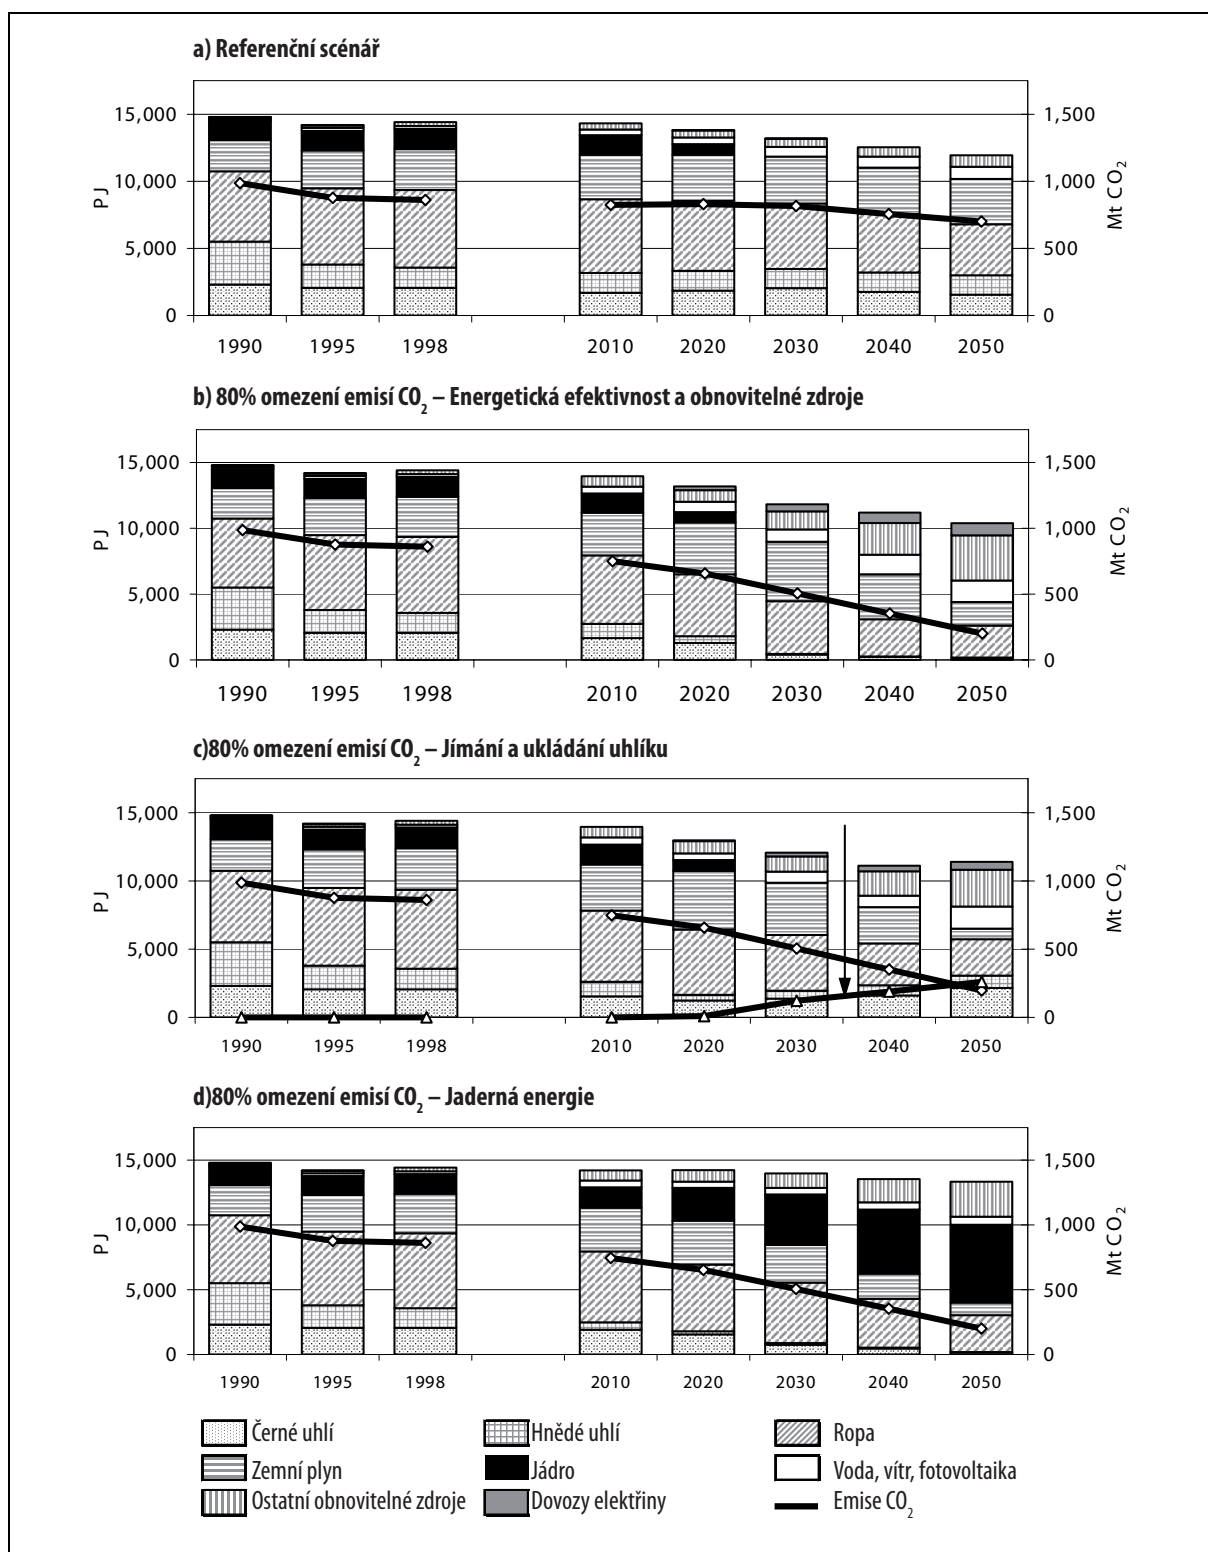 a) Referenční scénář
15,000 1,500
10,000 1,000
5,000 500
0 0
PJ
Mt CO2
1990 1995 1998 2010 2020 2030 2040 2050
b) 80% omezení emisí CO2 – Energetická efektivnost a obnovitelné zdroje
15,000 1,500
10,000 1,000
5,000 500
0 0
PJ
Mt CO2
1990 1995 1998 2010 2020 2030 2040 2050
c)80% omezení emisí CO2 – Jímání a ukládání uhlíku
15,000 1,500
10,000 1,000
5,000 500
0 0
PJ
Mt CO2
1990 1995 1998 2010 2020 2030 2040 2050
d)80% omezení emisí CO2 – Jaderná energie
15,000 1,500
10,000 1,000
5,000 500
0 0
PJ
Mt CO2
1990 1995 1998 2010 2020 2030 2040 2050
Černé uhlí Hnědé uhlí Ropa
Zemní plyn Jádro Voda, vítr, fotovoltaika
Ostatní obnovitelné zdroje Dovozy elektřiny Emise CO2